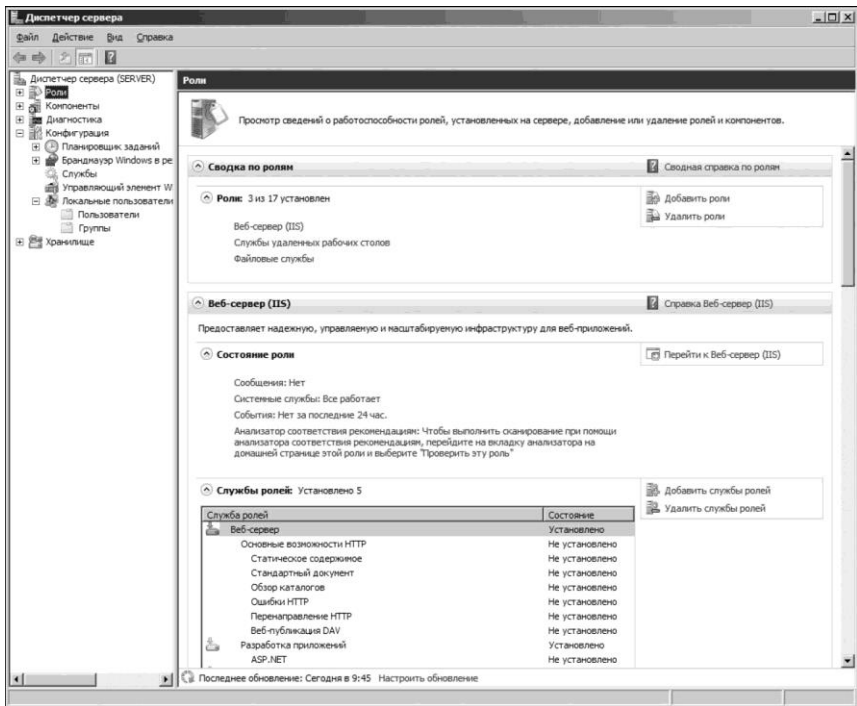 Диспетчер сервера
Файл Действие Вид Справка
Диспетчер сервера (SERVER)
Роли
Компоненты
Диагностика
Конфигурация
Планировщик заданий
Брандмауэр Windows в ре
Службы
Управляющий элемент W
Локальные пользователи
Пользователи
Группы
Хранилище
Роли
Просмотр сведений о работоспособности ролей, установленных на сервере, добавление или удаление ролей и компонентов.
Сводка по ролям
Сводная справка по ролям
Роли: 3 из 17 установлен
Добавить роли
Удалить роли
Веб-сервер (IIS)
Службы удаленных рабочих столов
Файловые службы
Веб-сервер (IIS)
Справка Веб-сервер (IIS)
Предоставляет надежную, управляемую и масштабируемую инфраструктуру для веб-приложений.
Состояние роли
Перейти к Веб-сервер (IIS)
Сообщения: Нет
Системные службы: Все работает
События: Нет за последние 24 час.
Анализатор соответствия рекомендациям: Чтобы выполнить сканирование при помощи
анализатора соответствия рекомендациям, перейдите на вкладку анализатора на
домашней странице этой роли и выберите "Проверить эту роль"
Службы ролей: Установлено 5
Добавить службы ролей
Удалить службы ролей
Служба ролей Состояние
Веб-сервер Установлено
Основные возможности HTTP Не установлено
Статическое содержимое Не установлено
Стандартный документ Не установлено
Обзор каталогов Не установлено
Ошибки HTTP Не установлено
Перенаправление HTTP Не установлено
Веб-публикация DAV Не установлено
Разработка приложений Установлено
ASP.NET Не установлено
Последнее обновление: Сегодня в 9:45 Настроить обновление